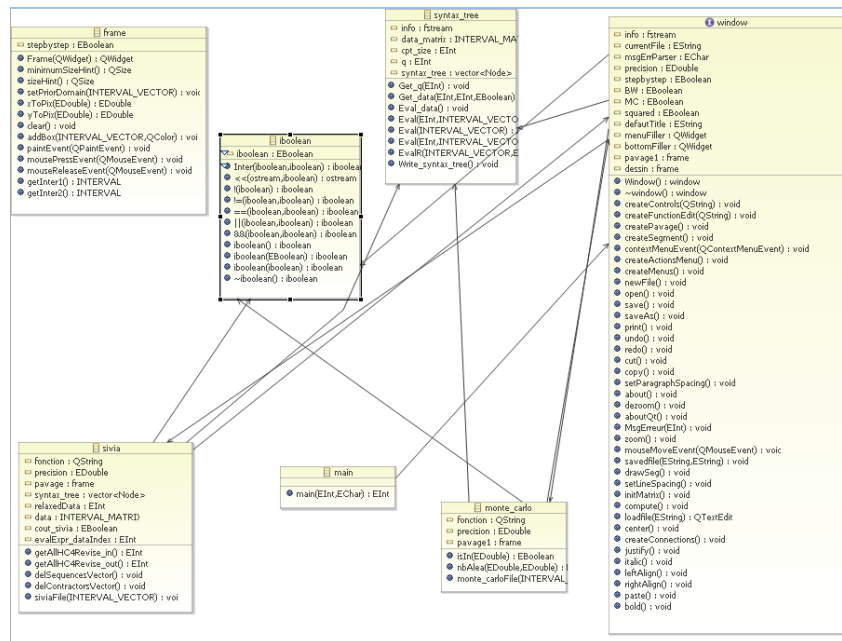 frame
stepbystep : EBoolean
Frame(QWidget) : QWidget
minimumSizeHint() : QSize
sizeHint() : QSize
setPriorDomain(INTERVAL_VECTOR) : voic
xToPix(EDouble) : EDouble
yToPix(EDouble) : EDouble
clear() : void
addBox(INTERVAL_VECTOR,QColor) : voi
paintEvent(QPaintEvent) : void
mousePressEvent(QMouseEvent) : void
mouseReleaseEvent(QMouseEvent) : void
getInter1() : INTERVAL
getInter2() : INTERVAL
iboolean
iboolean : EBoolean
Inter(iboolean,iboolean) : iboolea
<<(ostream,iboolean) : ostream
!(iboolean) : iboolean
!=(iboolean,iboolean) : iboolean
==(iboolean,iboolean) : iboolean
||(iboolean,iboolean) : iboolean
&&(iboolean,iboolean) : iboolean
iboolean() : iboolean
iboolean(EBoolean) : iboolean
iboolean(iboolean) : iboolean
~iboolean() : iboolean
syntax_tree
info : fstream
data_matrix : INTERVAL_MA
cpt_size : EInt
q : EInt
syntax_tree : vector<Node>
Get_q(EInt) : void
Get_data(EInt,EInt,EBoolean)
Eval_data() : void
Eval(EInt,INTERVAL_VECTO
Eval(INTERVAL_VECTOR) :
Eval(EInt,INTERVAL_VECTO
EvalR(INTERVAL_VECTOR,E
Write_syntax_tree() : void
window
info : fstream
currentFile : EString
msgErrParser : EChar
precision : EDouble
stepbystep : EBoolean
BW : EBoolean
MC : EBoolean
squared : EBoolean
defautTitle : EString
menuFiller : QWidget
bottomFiller : QWidget
pavage1 : frame
dessin : frame
Window() : window
~window() : window
createControls(QString) : void
createFunctionEdit(QString) : void
createPavage() : void
createSegment() : void
contextMenuEvent(QContextMenuEvent) : void
createActionsMenu() : void
createMenus() : void
newFile() : void
open() : void
save() : void
saveAs() : void
print() : void
undo() : void
redo() : void
cut() : void
copy() : void
setParagraphSpacing() : void
about() : void
dezoom() : void
aboutQt() : void
MsgErreur(EInt) : void
zoom() : void
mouseMoveEvent(QMouseEvent) : voic
savedfile(EString,EString) : void
drawSeg() : void
setLineSpacing() : void
initMatrix() : void
compute() : void
loadfile(EString) : QTextEdit
center() : void
createConnections() : void
justify() : void
italic() : void
leftAlign() : void
rightAlign() : void
paste() : void
bold() : void
sivia
fonction : QString
precision : EDouble
pavage : frame
syntax_tree : vector<Node>
relaxedData : EInt
data : INTERVAL_MATRI
cout_sivia : EBoolean
evalExpr_dataIndex : EInt
getAllHC4Revise_in() : EInt
getAllHC4Revise_out() : EInt
delSequencesVector() : void
delContractorsVector() : void
siviaFile(INTERVAL_VECTOR) : voi
main
main(EInt,EChar) : EInt
monte_carlo
fonction : QString
precision : EDouble
pavage1 : frame
isIn(EDouble) : EBoolean
nbAlea(EDouble,EDouble) :
monte_carloFile(INTERVAL_